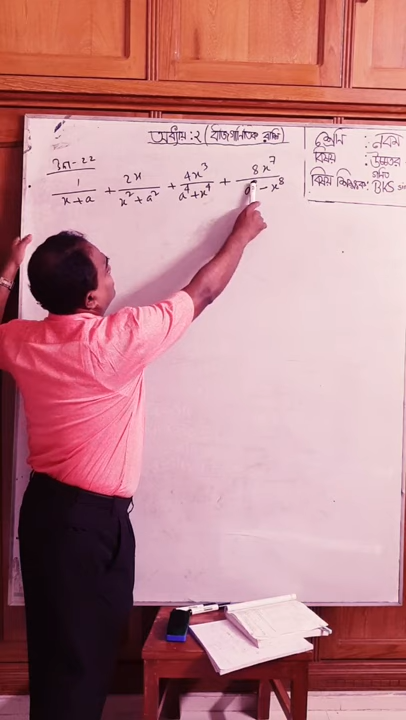 অধ্যায়: ২ (বীজগাণিতিক রাশি)
শ্রেণি : নবম
বিষয় : উচ্চতর গণিত
বিষয় শিক্ষক: BKS
উদা-২২
1/(x+a) + 2x/(x²+a²) + 4x³/(a⁴+x⁴) + 8x⁷/(a⁸-x⁸)